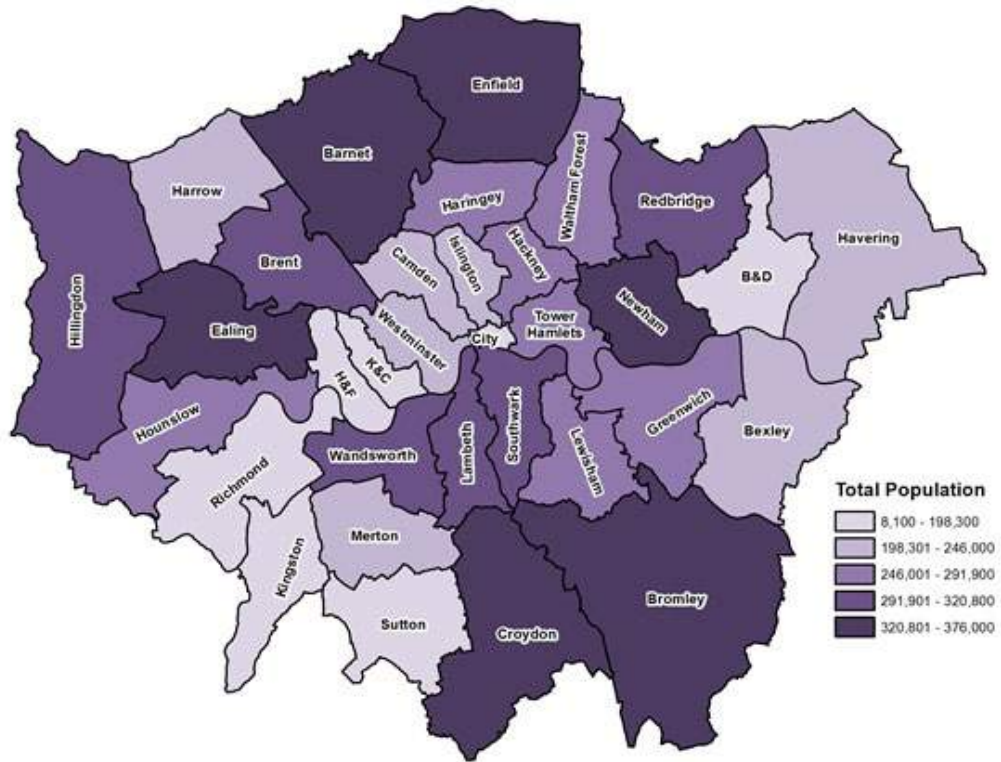 Enfield
Barnet
Harrow
Haringey
Waltham Forest
Redbridge
Havering
Hillingdon
Brent
Camden
Islington
Hackney
B&D
Ealing
Westminster
City
Tower
Hamlets
Newham
H&F
K&C
Hounslow
Richmond
Wandsworth
Lambeth
Southwark
Lewisham
Greenwich
Bexley
Kingston
Merton
Sutton
Croydon
Bromley
Total Population
8,100 - 198,300
198,301 - 246,000
246,001 - 291,900
291,901 - 320,800
320,801 - 376,000